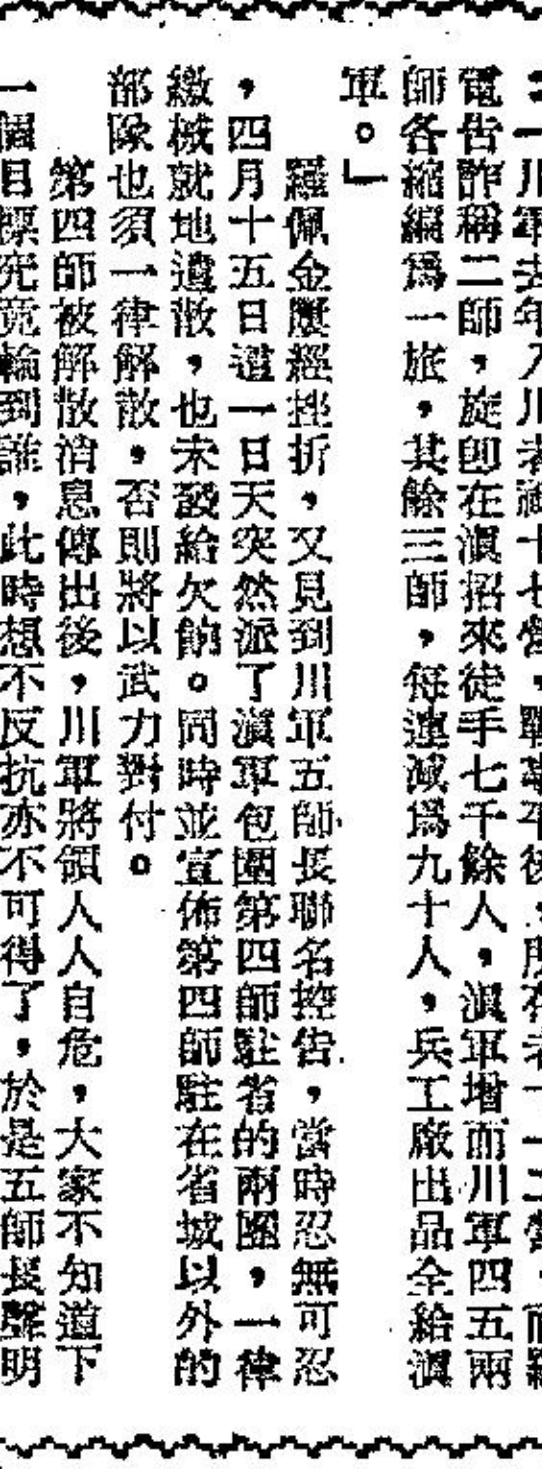 軍去年入川者十七營,戰事平後,所存者十一二營,而羅
電告詐稱二師,旋卽在滇招來徒手七千餘人,滇軍增而川軍四五兩
師各縮編爲一旅,其餘三師,每連減爲九十人,兵工廠出品全給滇
軍。」
羅佩金屢經挫折,又見到川軍五師長聯名控告,當時忍無可忍
,四月十五日這一日天突然派了滇軍包圍第四師駐省的兩團,一律
繳械就地遣散,也未發給欠餉。同時並宣佈第四師駐在省城以外的
部隊也須一律解散,否則將以武力對付。
第四師被解散消息傳出後,川軍將領人人自危,大家不知道下
一個目標究竟輪到誰,此時想不反抗亦不可得了,於是五師長聲明